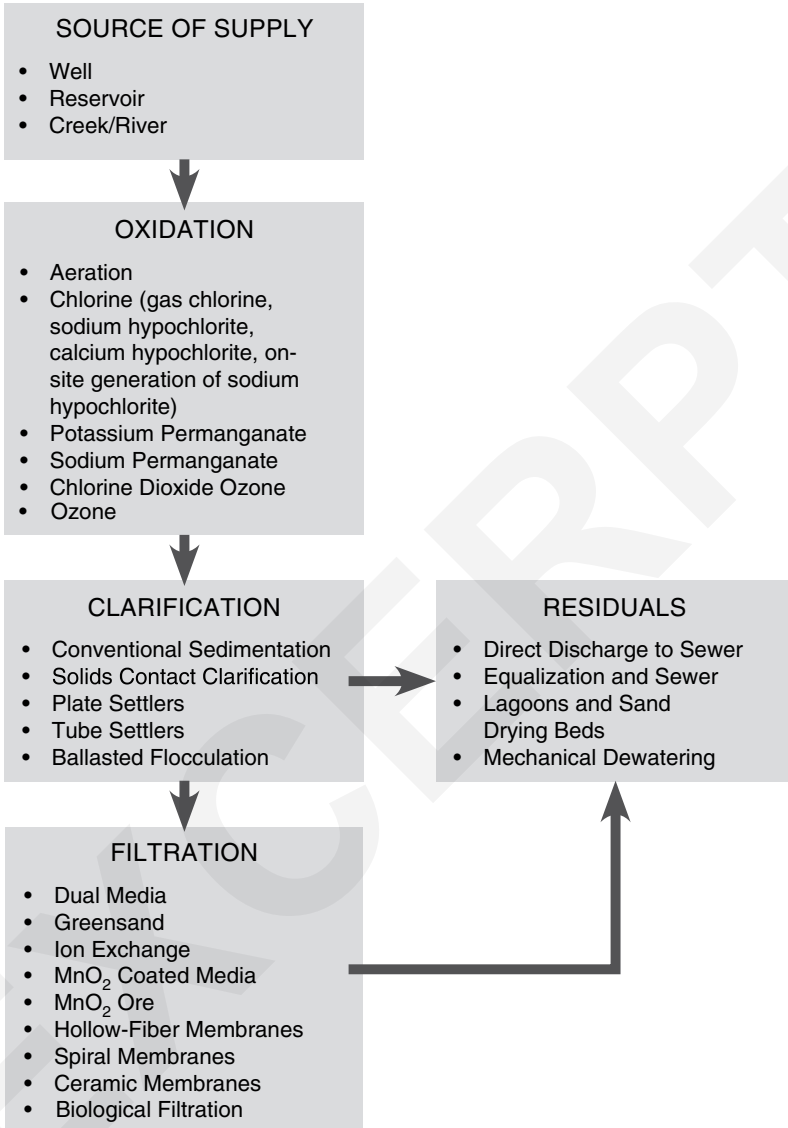 SOURCE OF SUPPLY
• Well
• Reservoir
• Creek/River
OXIDATION
• Aeration
• Chlorine (gas chlorine,
sodium hypochlorite,
calcium hypochlorite, on-
site generation of sodium
hypochlorite)
• Potassium Permanganate
• Sodium Permanganate
• Chlorine Dioxide Ozone
• Ozone
CLARIFICATION
• Conventional Sedimentation
• Solids Contact Clarification
• Plate Settlers
• Tube Settlers
• Ballasted Flocculation
RESIDUALS
• Direct Discharge to Sewer
• Equalization and Sewer
• Lagoons and Sand
Drying Beds
• Mechanical Dewatering
FILTRATION
• Dual Media
• Greensand
• Ion Exchange
• MnO₂ Coated Media
• MnO₂ Ore
• Hollow-Fiber Membranes
• Spiral Membranes
• Ceramic Membranes
• Biological Filtration
EXCERPT